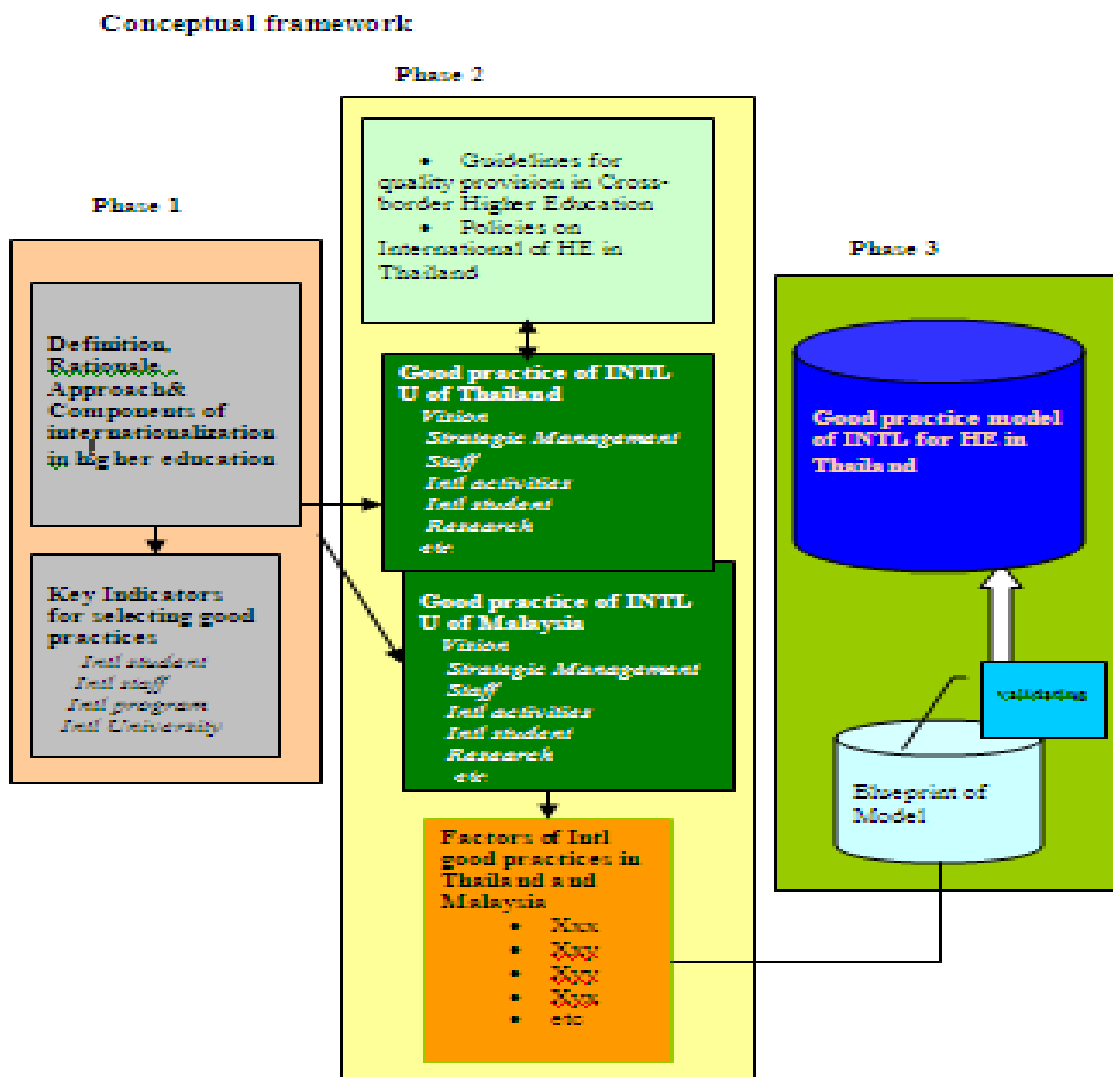 Conceptual framework
Phase 1
Definition,
Rationale,
Approach&
Components of
internationalization
in higher education
Key Indicators
for selecting good
practices
Intl student
Intl staff
Intl program
Intl University
Phase 2
• Guidelines for
quality provision in Cross-
border Higher Education
• Policies on
International of HE in
Thailand
Good practice of INTL
U of Thailand
Vision
Strategic Management
Staff
Intl activities
Intl student
Research
etc
Good practice of INTL
U of Malaysia
Vision
Strategic Management
Staff
Intl activities
Intl student
Research
etc
Factors of Intl
good practices in
Thailand and
Malaysia
• Xxx
• Xxy
• Xyy
• Xyx
• etc
Phase 3
Good practice model
of INTL for HE in
Thailand
Blueprint of
Model